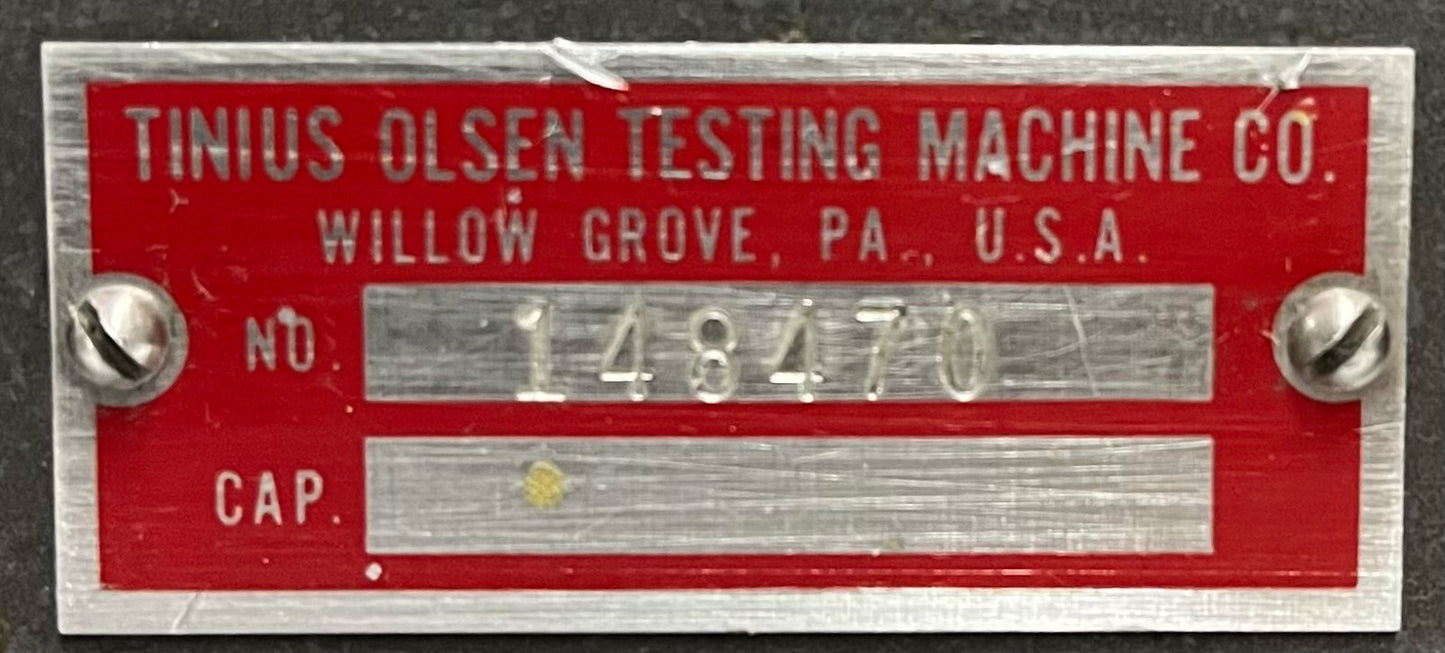 TINIUS OLSEN TESTING MACHINE CO.
WILLOW GROVE, PA., U.S.A.
NO. 148470
CAP.